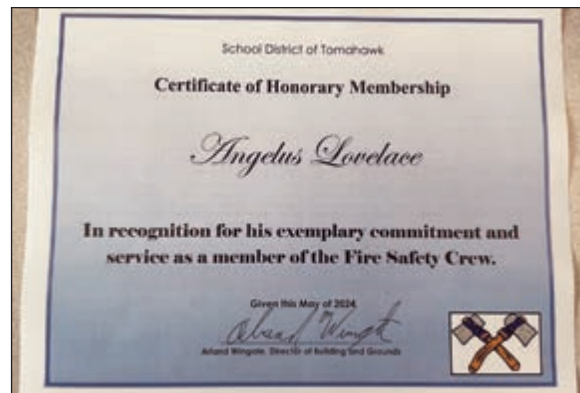 School District of Tomahawk
Certificate of Honorary Membership
Angelus Lovelace
In recognition for his exemplary commitment and
service as a member of the Fire Safety Crew.
Given this May of 2024
Arland Wingate, Director of Building and Grounds